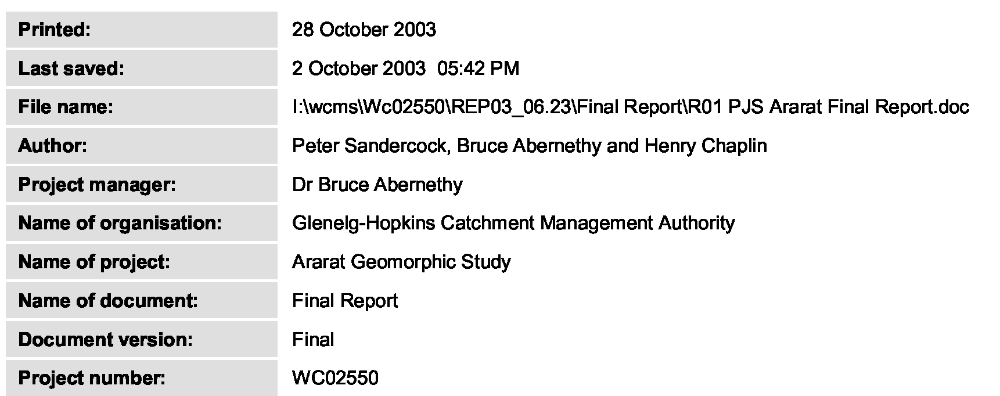 Printed: 28 October 2003
Last saved: 2 October 2003  05:42 PM
File name: I:\wcms\Wc02550\REP03_06.23\Final Report\R01 PJS Ararat Final Report.doc
Author: Peter Sandercock, Bruce Abernethy and Henry Chaplin
Project manager: Dr Bruce Abernethy
Name of organisation: Glenelg-Hopkins Catchment Management Authority
Name of project: Ararat Geomorphic Study
Name of document: Final Report
Document version: Final
Project number: WC02550